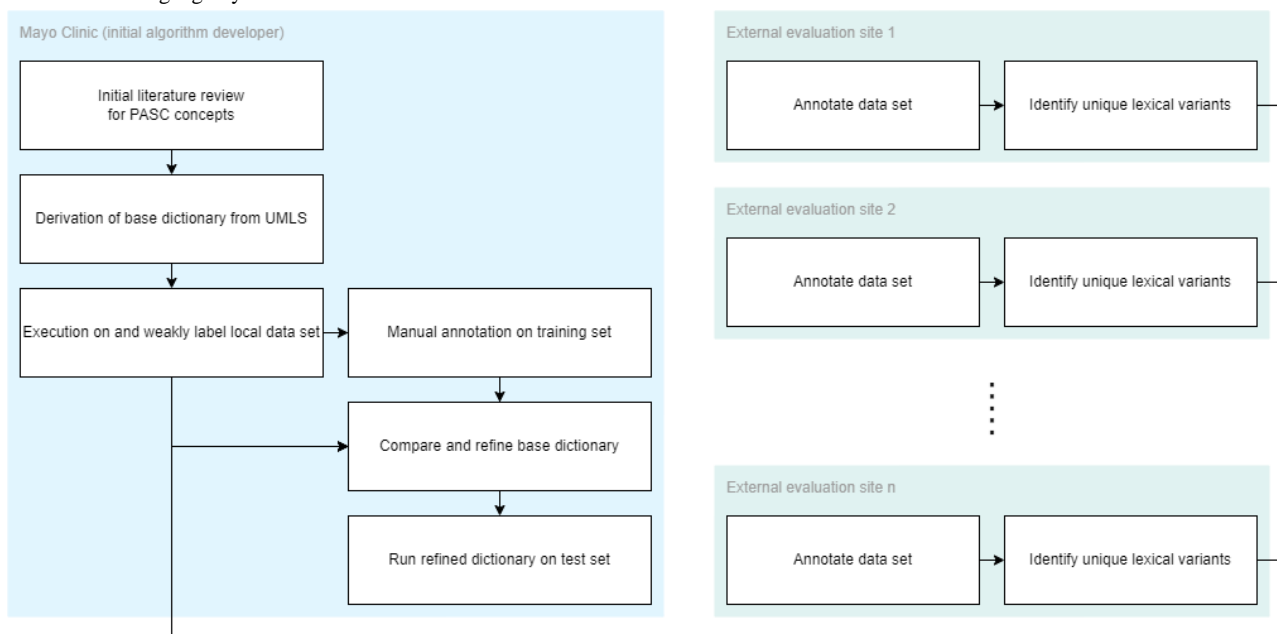 Mayo Clinic (initial algorithm developer)
Initial literature review
for PASC concepts
Derivation of base dictionary from UMLS
Execution on and weakly label local data set
Manual annotation on training set
Compare and refine base dictionary
Run refined dictionary on test set
External evaluation site 1
Annotate data set
Identify unique lexical variants
External evaluation site 2
Annotate data set
Identify unique lexical variants
External evaluation site n
Annotate data set
Identify unique lexical variants